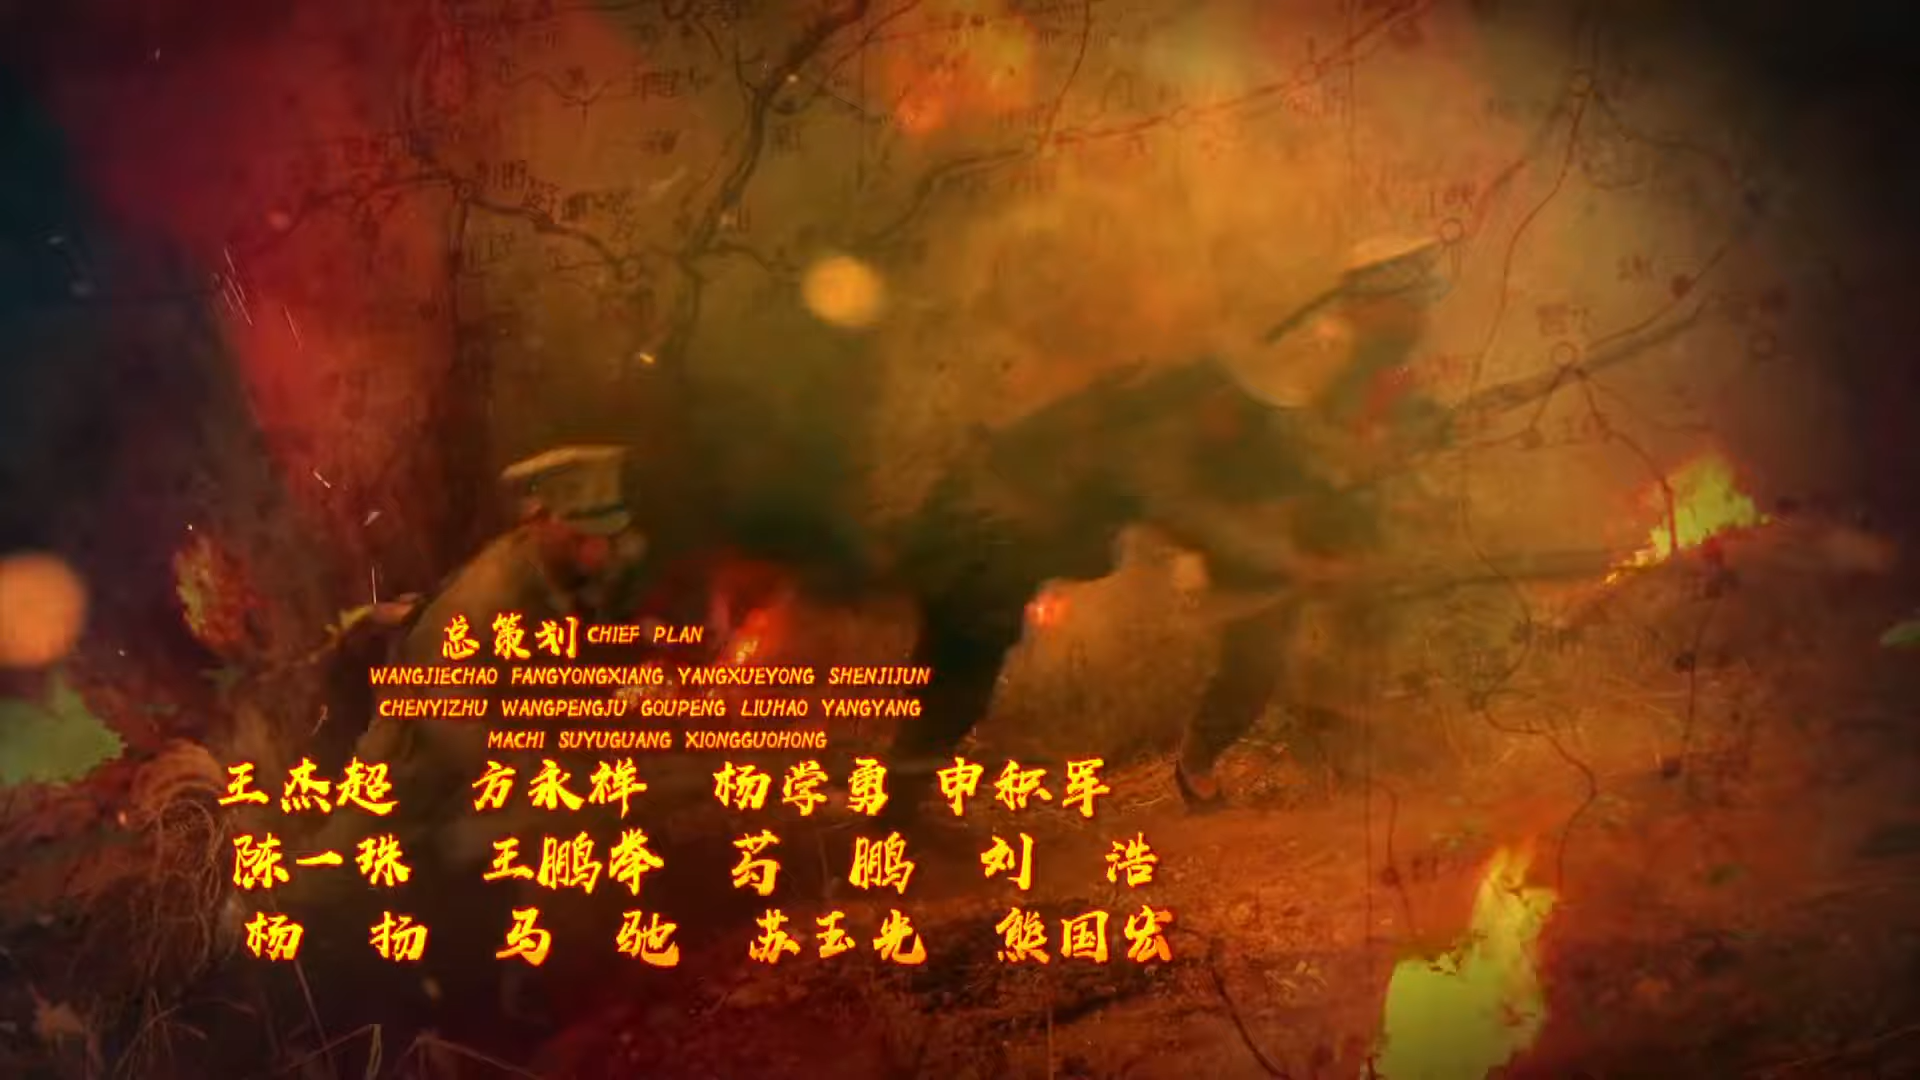 总策划 CHIEF PLAN
WANGJIECHAO FANGYONGXIANG YANGXUEYONG SHENJIJUN
CHENYIZHU WANGPENGJU GOUPENG LIUHAO YANGYANG
MACHI SUYUGUANG XIONGGUOHONG
王杰超 方永祥 杨学勇 申积军
陈一珠 王鹏举 苟 鹏 刘 浩
杨 扬 马 驰 苏玉光 熊国宏